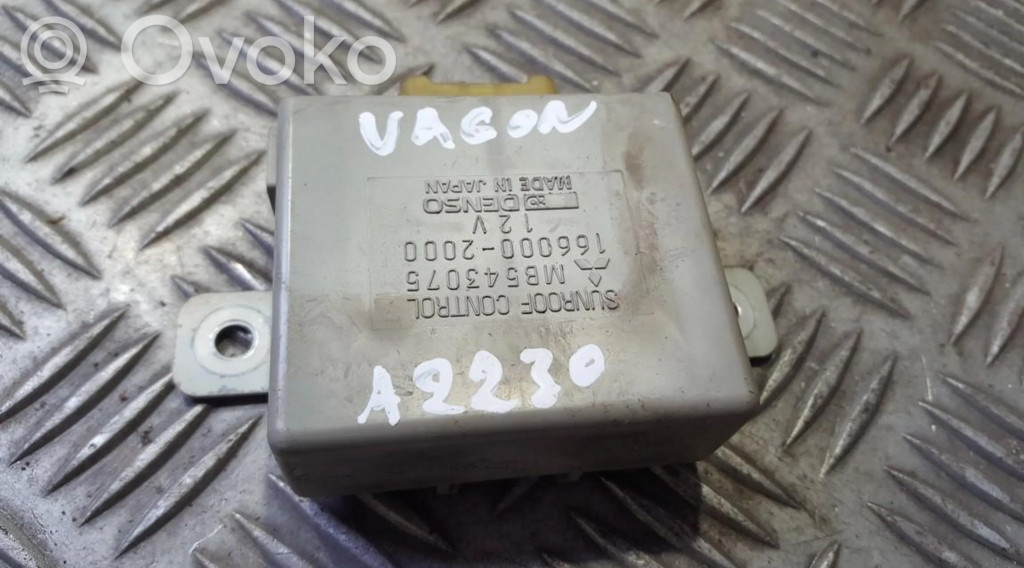 Ovoko
VAGON
SUNROOF CONTROL
MB543075
166000-2000
12V
DENSO
MADE IN JAPAN
A2230